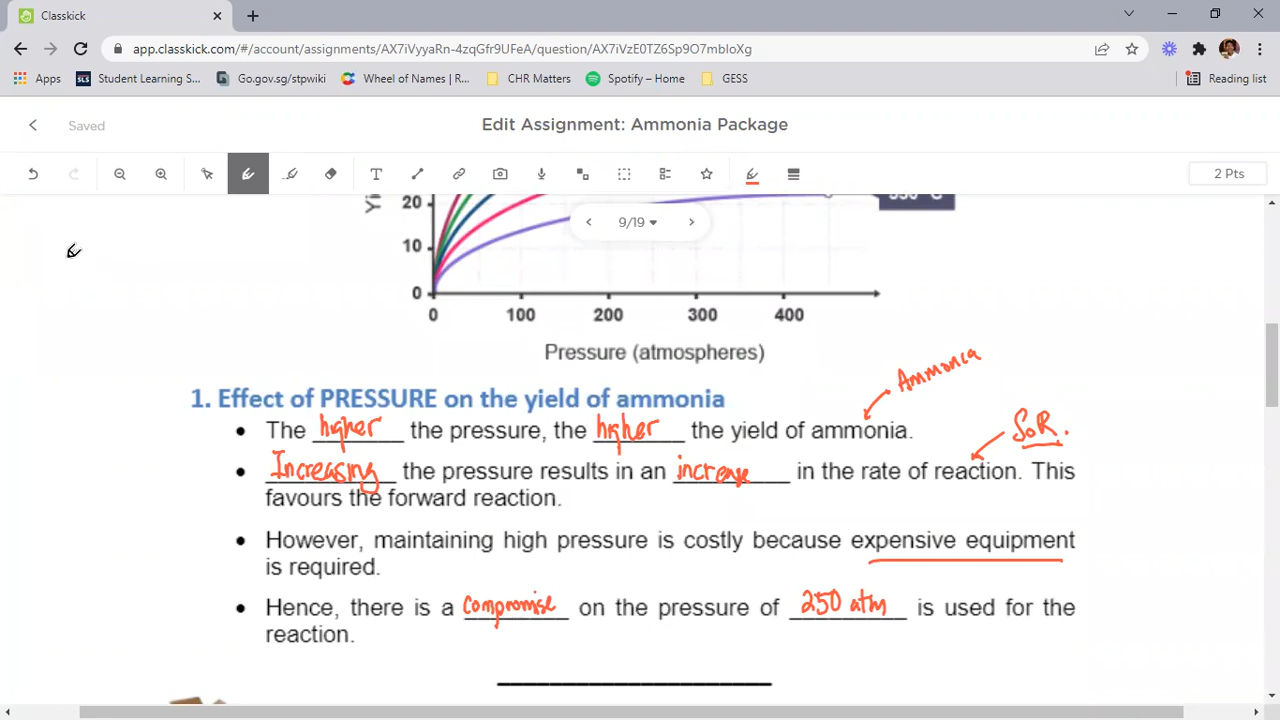 Classkick
app.classkick.com/#/account/assignments/AX7iVyyaRn-4zqGfr9UFeA/question/AX7iVzE0TZ6Sp9O7mbloXg
Apps Student Learning S... Go.gov.sg/stpwiki Wheel of Names | R... CHR Matters Spotify – Home GESS Reading list
Saved Edit Assignment: Ammonia Package
2 Pts
20
9/19
10
0
0 100 200 300 400
Pressure (atmospheres)
Ammonia
1. Effect of PRESSURE on the yield of ammonia
• The higher the pressure, the higher the yield of ammonia.
SoR.
• Increasing the pressure results in an increase in the rate of reaction. This
favours the forward reaction.
• However, maintaining high pressure is costly because expensive equipment
is required.
• Hence, there is a compromise on the pressure of 250 atm is used for the
reaction.